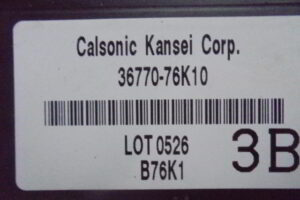 Calsonic Kansei Corp.
36770-76K10
LOT 0526
B76K1
3B